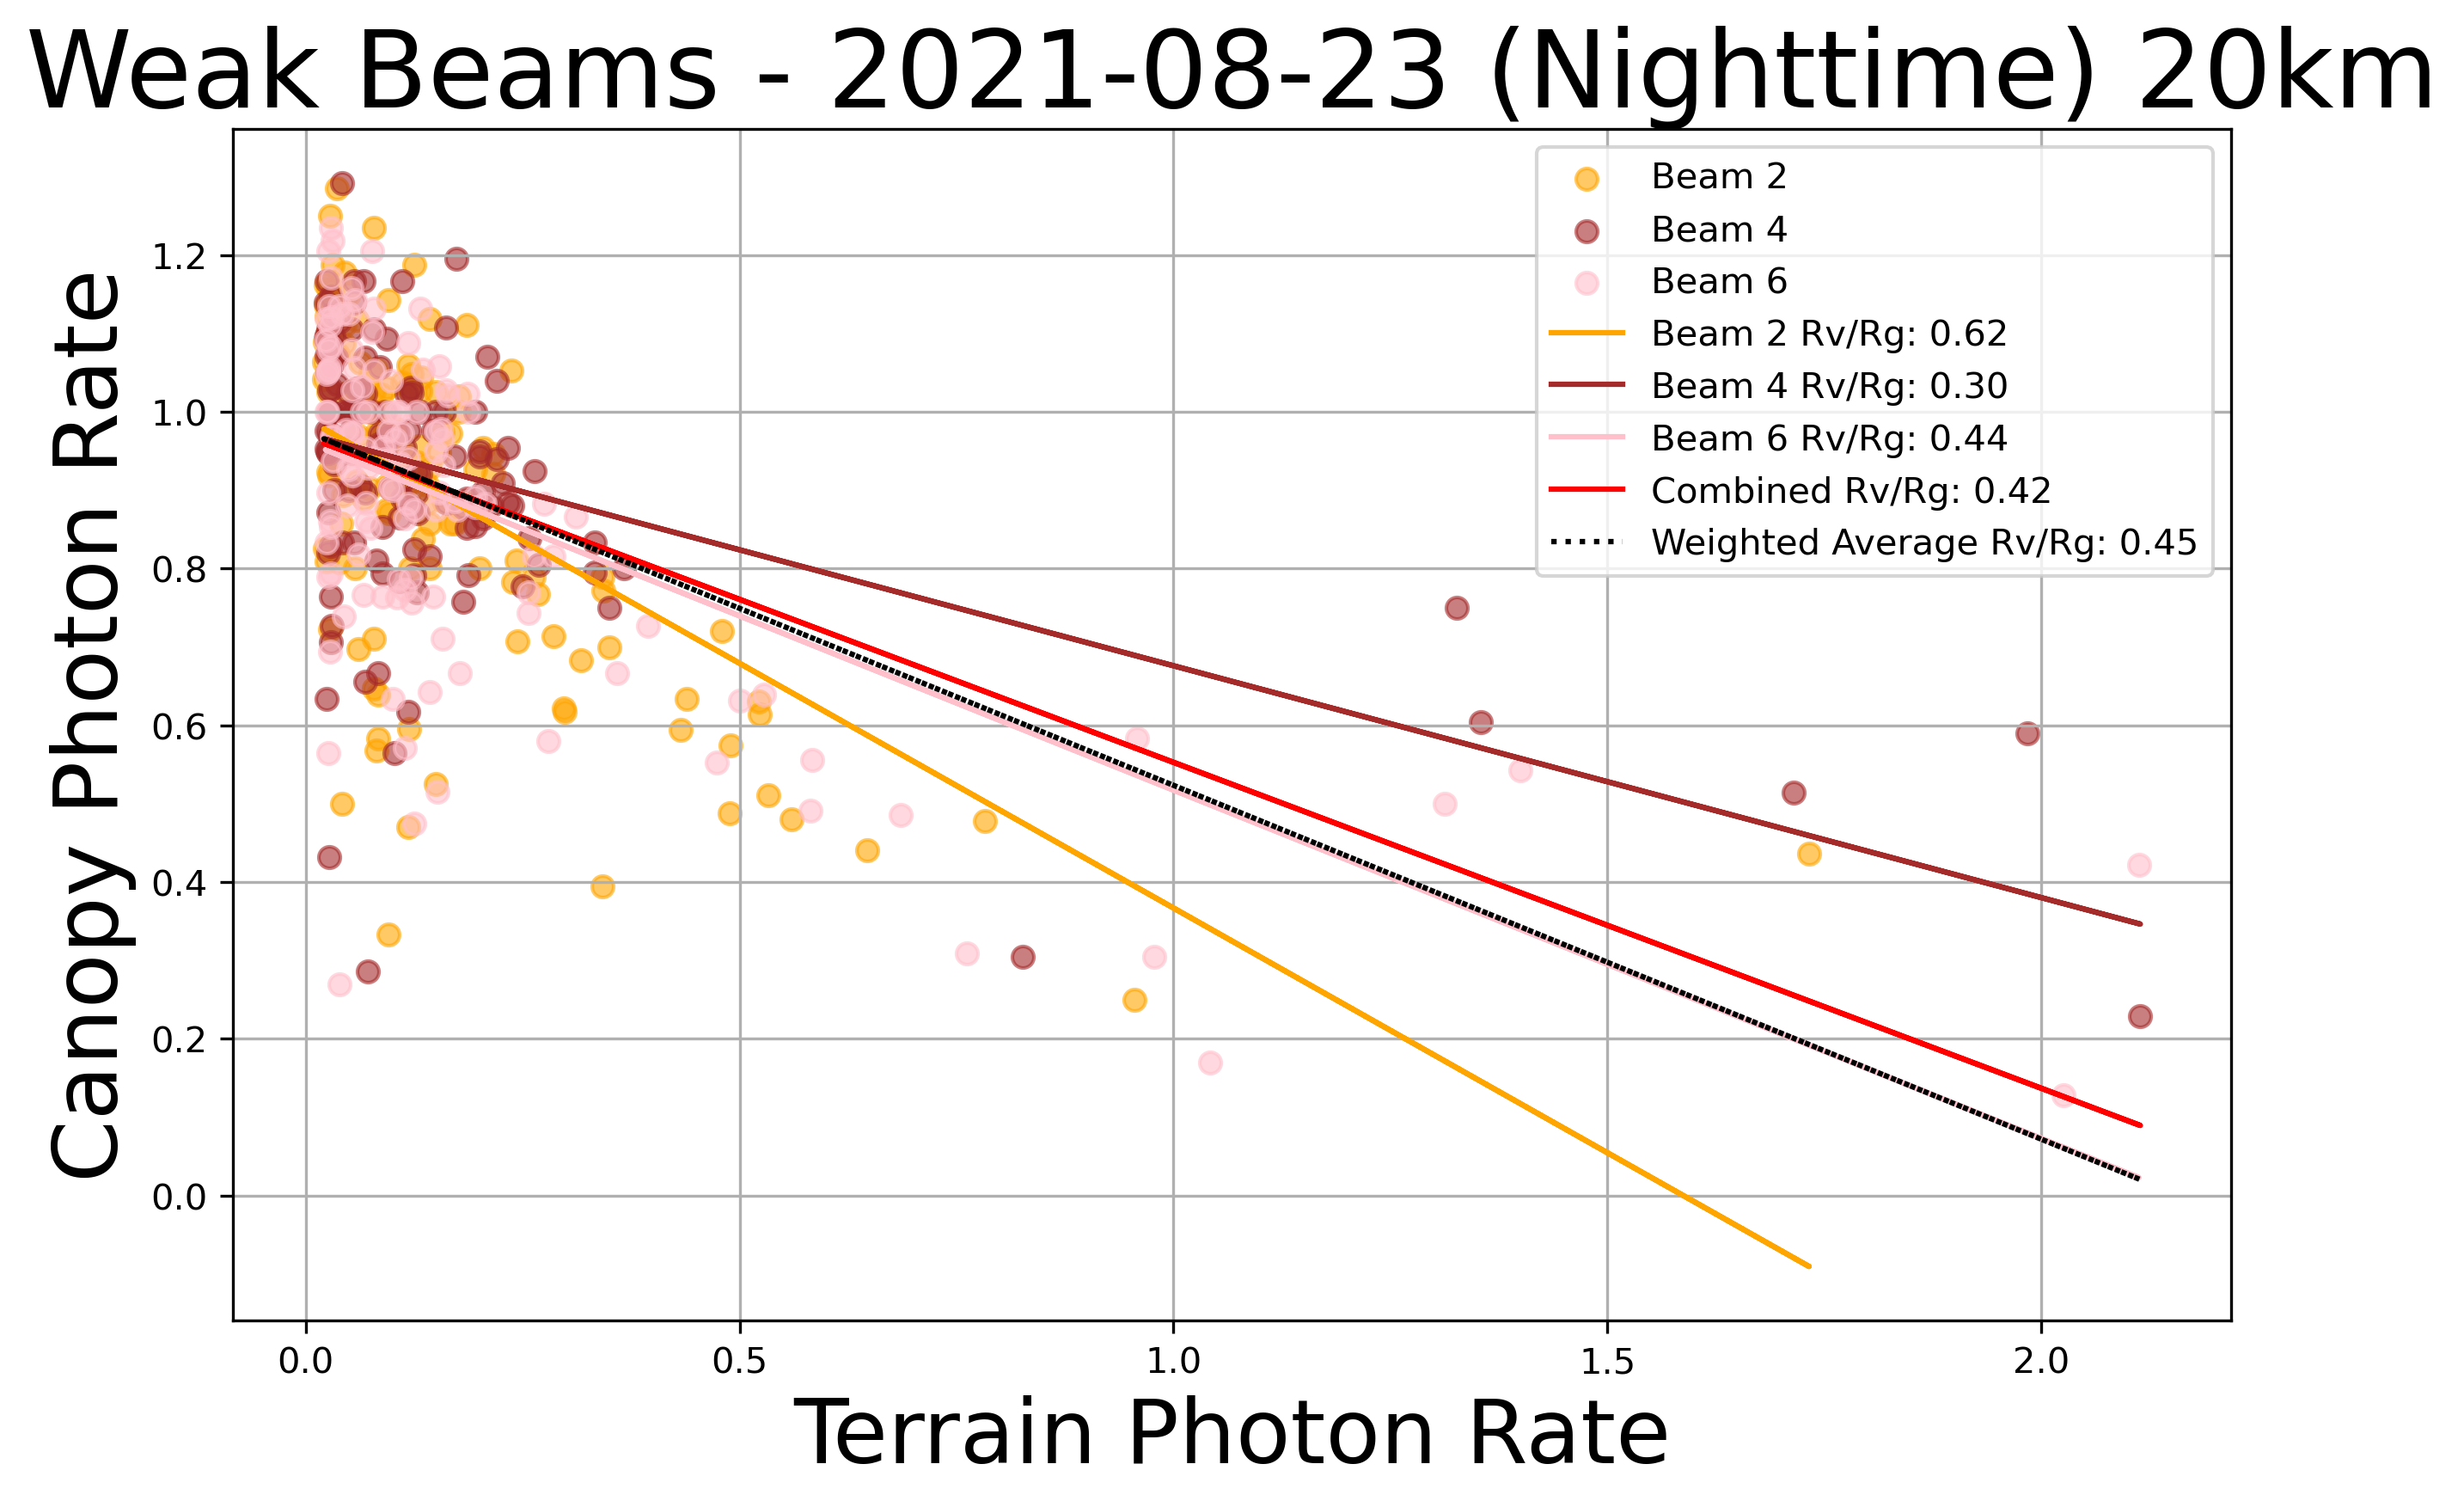 Weak Beams - 2021-08-23 (Nighttime) 20km
Beam 2
Beam 4
Beam 6
Beam 2 Rv/Rg: 0.62
Beam 4 Rv/Rg: 0.30
Beam 6 Rv/Rg: 0.44
Combined Rv/Rg: 0.42
Weighted Average Rv/Rg: 0.45
Canopy Photon Rate
1.2
1.0
0.8
0.6
0.4
0.2
0.0
0.0 0.5 1.0 1.5 2.0
Terrain Photon Rate